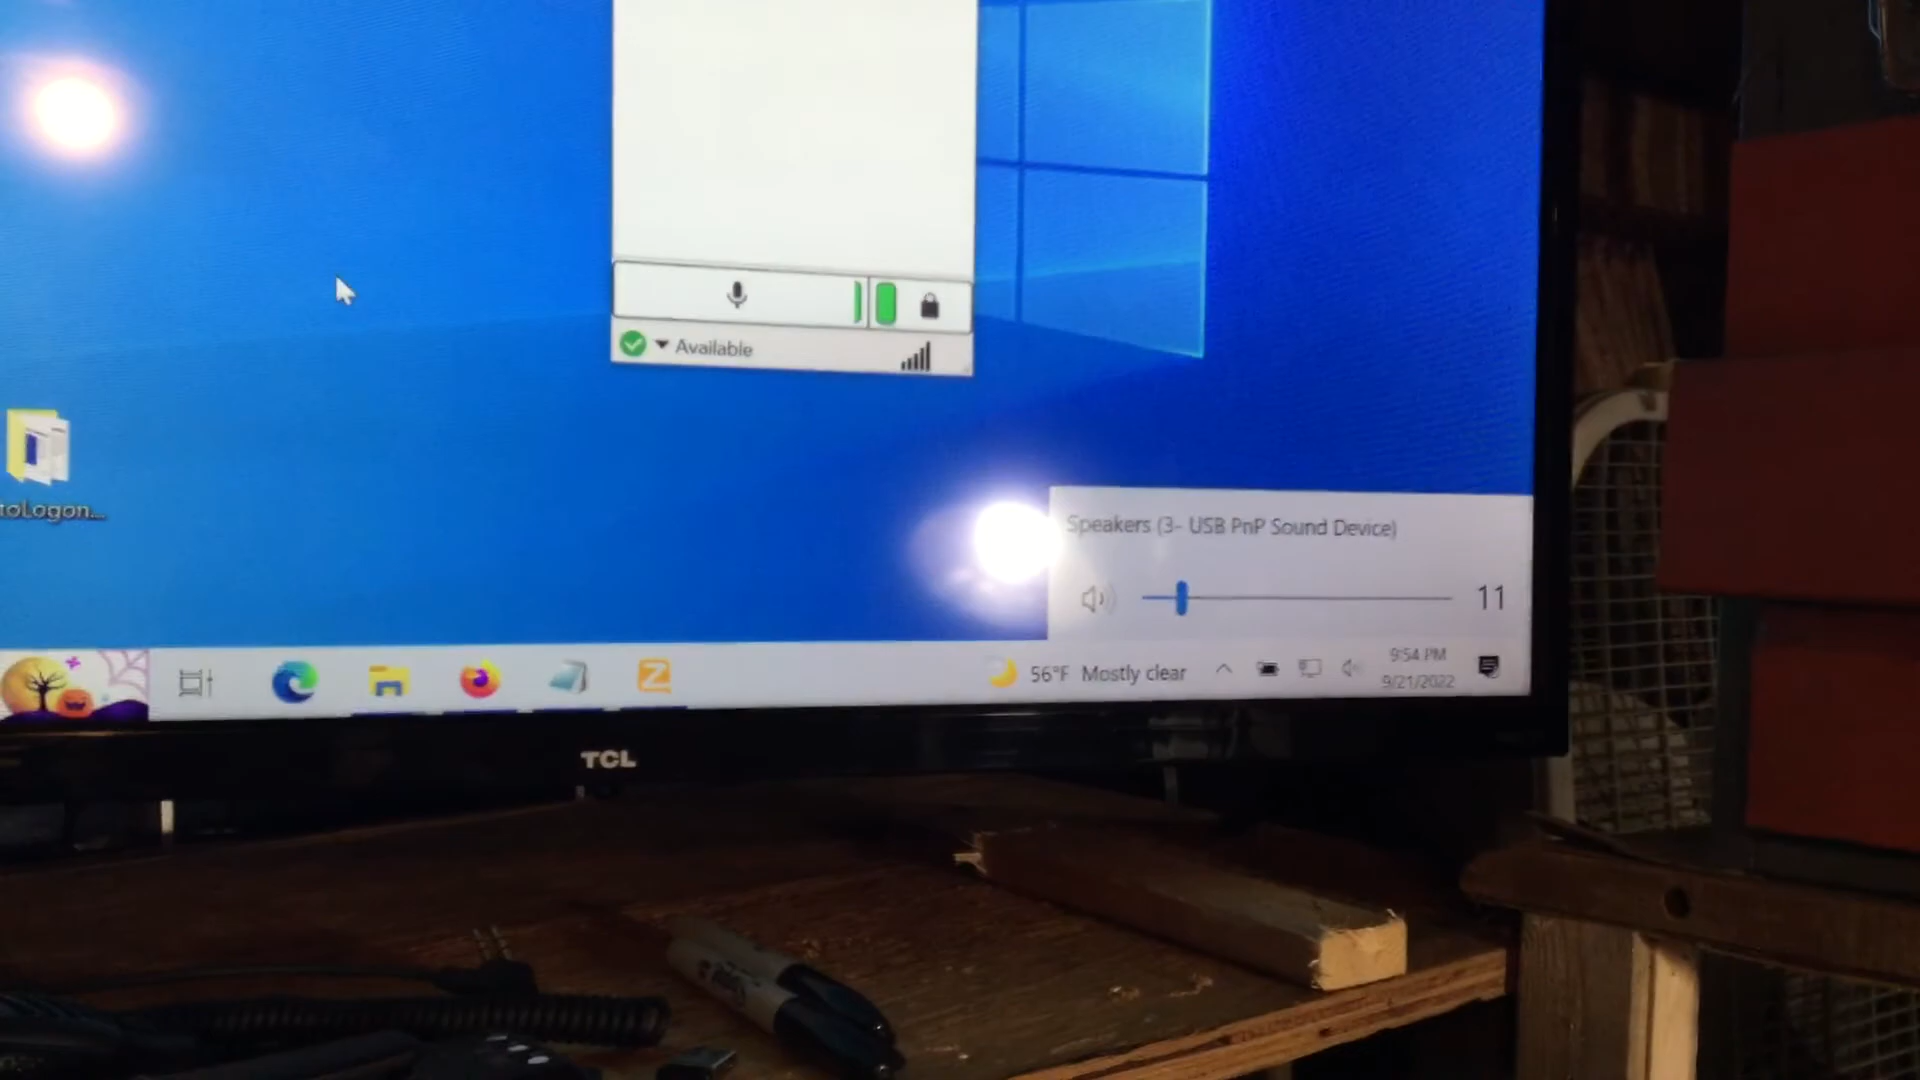 Available
toLogon...
Speakers (3- USB PnP Sound Device)
11
56°F Mostly clear
9:54 PM
9/21/2022
TCL